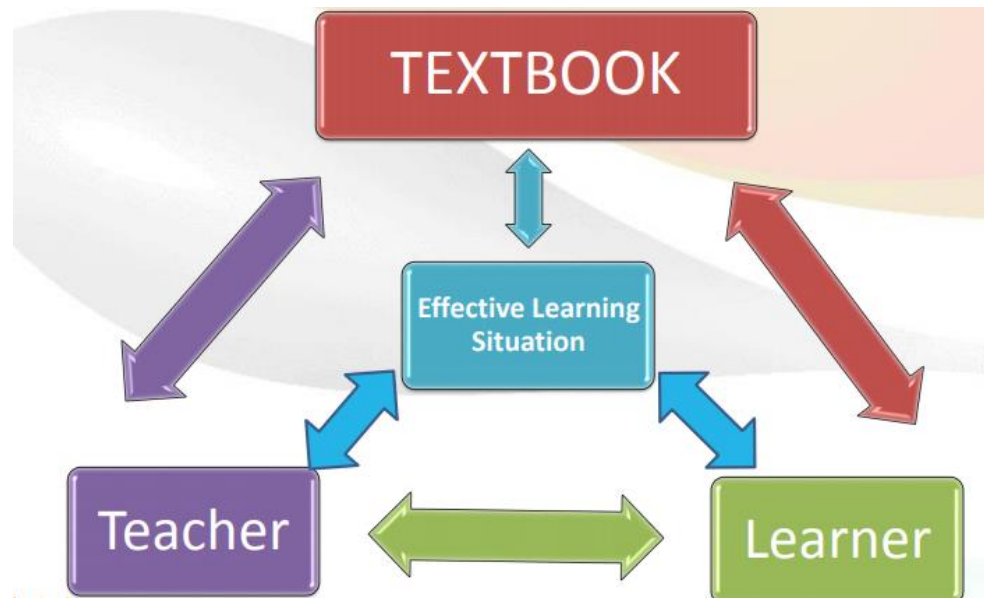 TEXTBOOK
Effective Learning
Situation
Teacher
Learner